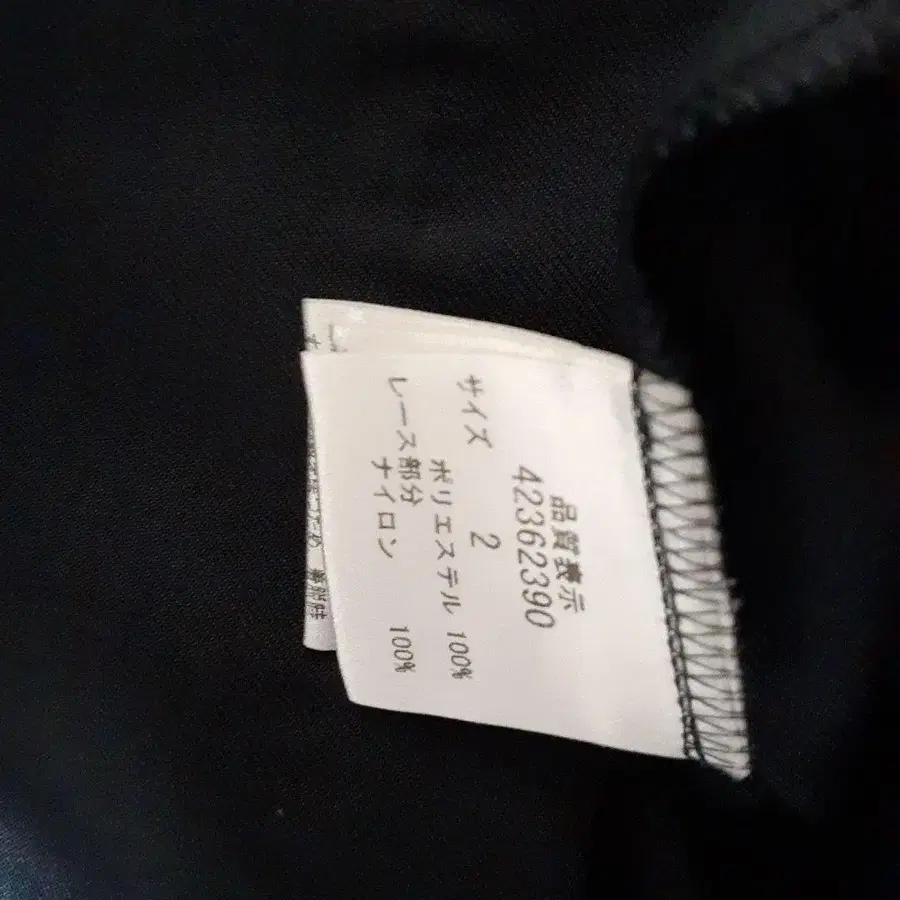 品質表示
42362390
サイズ 2
ポリエステル 100%
レース部分
ナイロン 100%